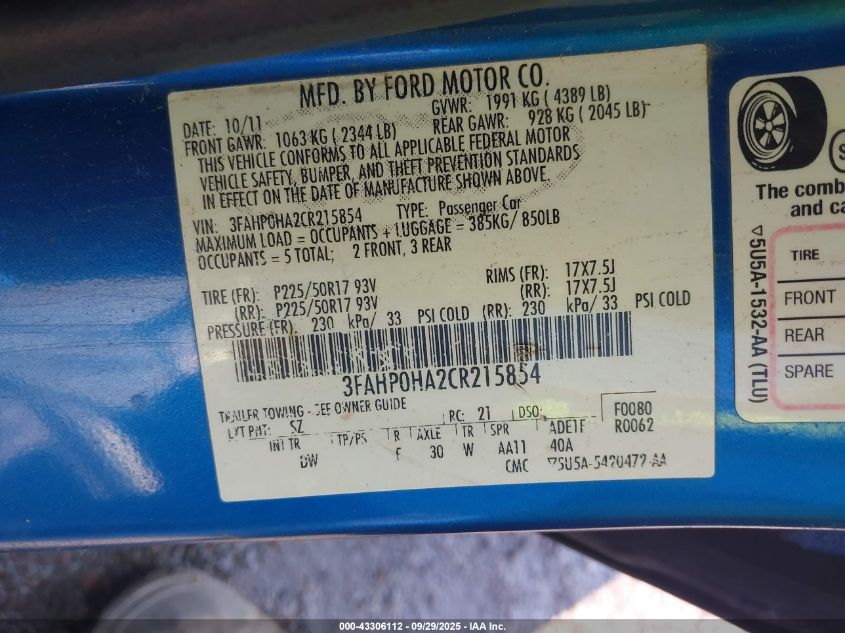 MFD. BY FORD MOTOR CO.
DATE: 10/11 GVWR: 1991 KG ( 4389 LB)
FRONT GAWR: 1063 KG ( 2344 LB) REAR GAWR: 928 KG ( 2045 LB)
THIS VEHICLE CONFORMS TO ALL APPLICABLE FEDERAL MOTOR
VEHICLE SAFETY, BUMPER, AND THEFT PREVENTION STANDARDS
IN EFFECT ON THE DATE OF MANUFACTURE SHOWN ABOVE.
VIN: 3FAHP0HA2CR215854 TYPE: Passenger Car
MAXIMUM LOAD = OCCUPANTS + LUGGAGE = 385KG/ 850LB
OCCUPANTS = 5 TOTAL; 2 FRONT, 3 REAR
TIRE (FR): P225/50R17 93V RIMS (FR): 17X7.5J
(RR): P225/50R17 93V (RR): 17X7.5J
PRESSURE (FR): 230 kPa/ 33 PSI COLD (RR): 230 kPa/ 33 PSI COLD
3FAHP0HA2CR215854
TRAILER TOWING - SEE OWNER GUIDE
EXT PNT: SZ RC: 21 DSO: F0080
INT TR TP/PS R AXLE TR SPR ADE1F R0062
DW F 30 W AA11 40A
CMC ▽5U5A-5420472-AA
The comb
and ca
TIRE
FRONT
REAR
SPARE
▽5U5A-1532-AA (TLU)
000-43306112 - 09/29/2025 - IAA Inc.